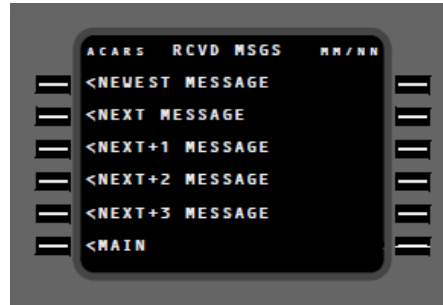 ACARS RCVD MSGS MM/NN
<NEWEST MESSAGE
<NEXT MESSAGE
<NEXT+1 MESSAGE
<NEXT+2 MESSAGE
<NEXT+3 MESSAGE
<MAIN